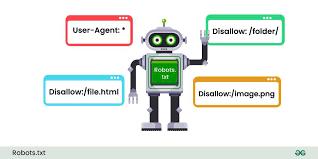 User-Agent: *
Disallow: /folder/
Robots.
txt
Disallow:/file.html
Disallow:/image.png
Robots.txt